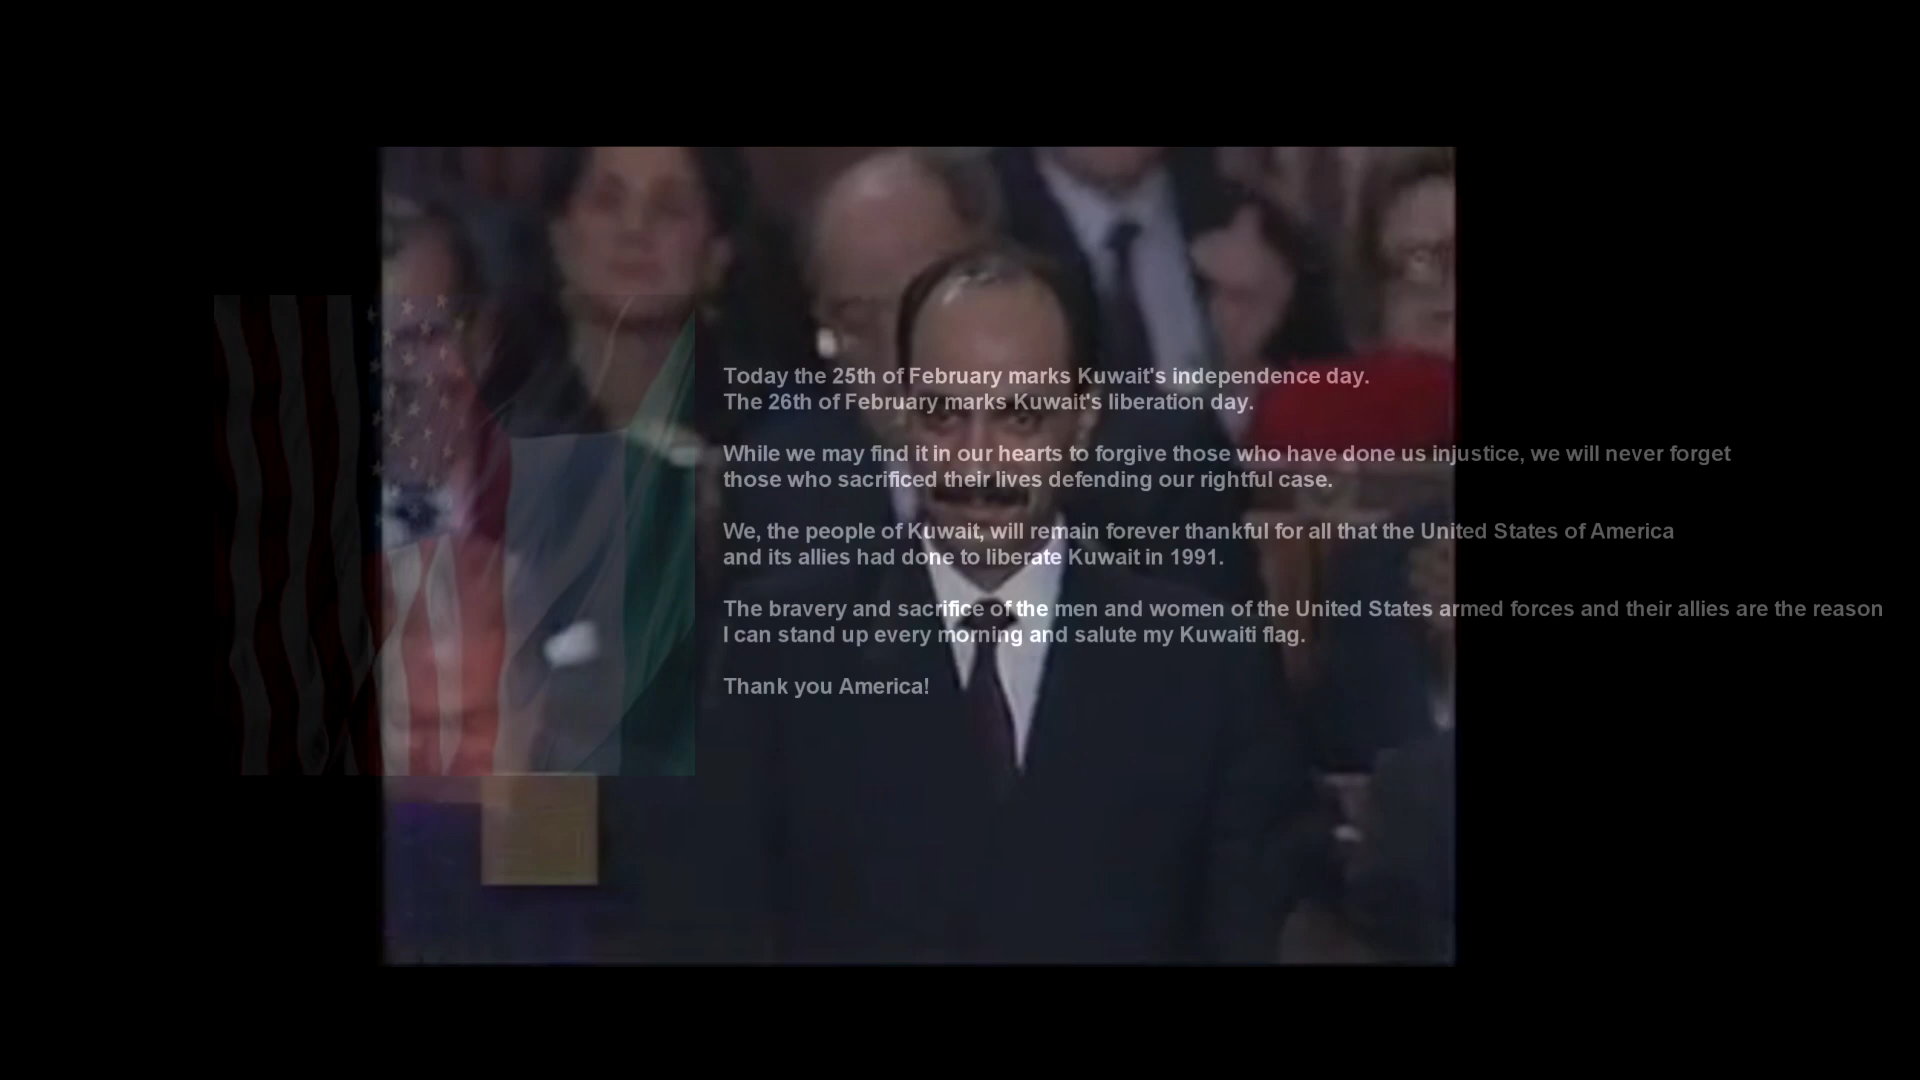 Today the 25th of February marks Kuwait's independence day.
The 26th of February marks Kuwait's liberation day.
While we may find it in our hearts to forgive those who have done us injustice, we will never forget
those who sacrificed their lives defending our rightful case.
We, the people of Kuwait, will remain forever thankful for all that the United States of America
and its allies had done to liberate Kuwait in 1991.
The bravery and sacrifice of the men and women of the United States armed forces and their allies are the reason
I can stand up every morning and salute my Kuwaiti flag.
Thank you America!